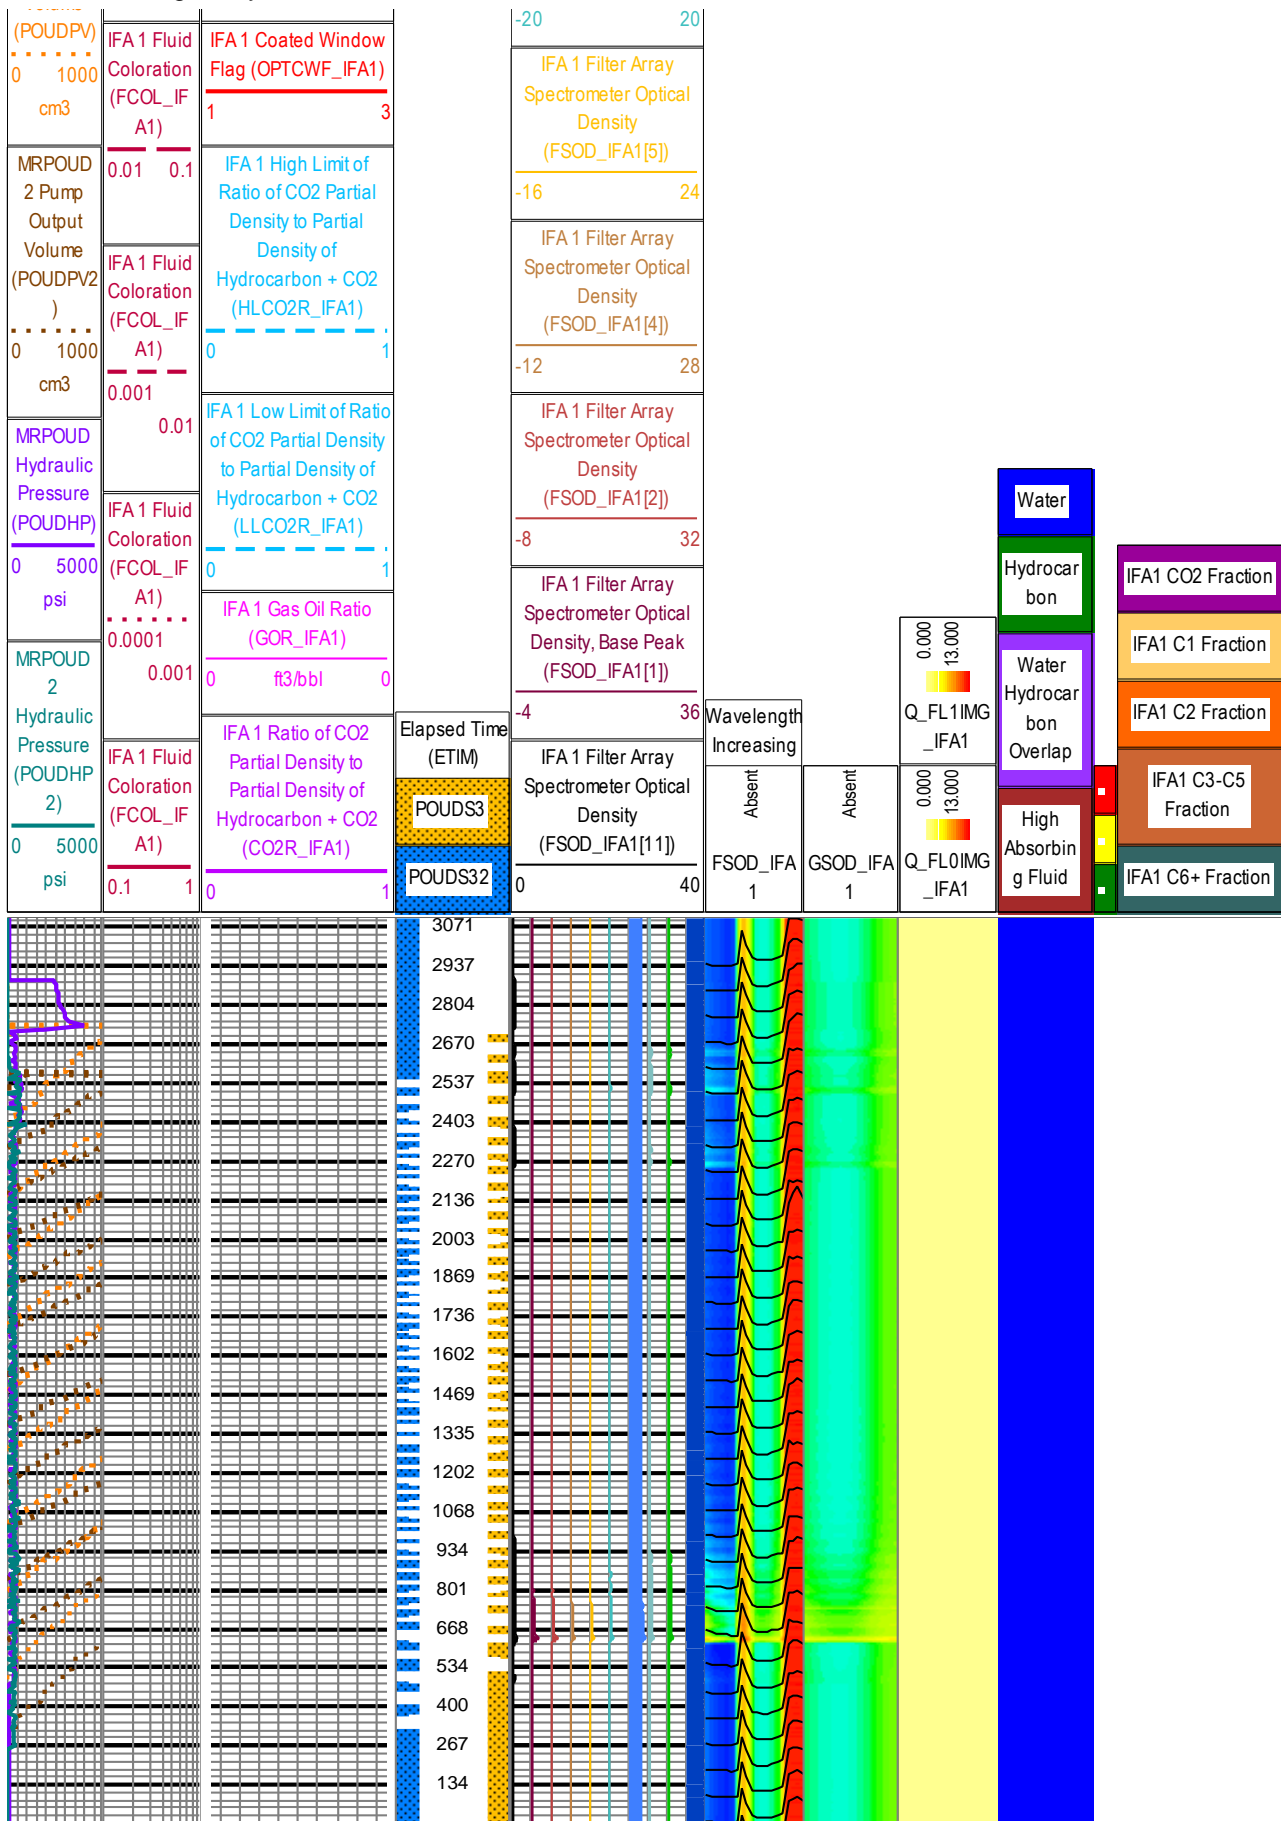 (POUDPV)
0 1000
cm3
MRPOUD
2 Pump
Output
Volume
(POUDPV2
)
0 1000
cm3
MRPOUD
Hydraulic
Pressure
(POUDHP)
0 5000
psi
MRPOUD
2
Hydraulic
Pressure
(POUDHP
2)
0 5000
psi
IFA 1 Fluid
Coloration
(FCOL_IF
A1)
0.01 0.1
IFA 1 Fluid
Coloration
(FCOL_IF
A1)
0.001
0.01
IFA 1 Fluid
Coloration
(FCOL_IF
A1)
0.0001
0.001
IFA 1 Fluid
Coloration
(FCOL_IF
A1)
0.1 1
IFA 1 Coated Window
Flag (OPTCWF_IFA1)
1 3
IFA 1 High Limit of
Ratio of CO2 Partial
Density to Partial
Density of
Hydrocarbon + CO2
(HLCO2R_IFA1)
0 1
IFA 1 Low Limit of Ratio
of CO2 Partial Density
to Partial Density of
Hydrocarbon + CO2
(LLCO2R_IFA1)
0 1
IFA 1 Gas Oil Ratio
(GOR_IFA1)
0 ft3/bbl 0
IFA 1 Ratio of CO2
Partial Density to
Partial Density of
Hydrocarbon + CO2
(CO2R_IFA1)
0 1
Elapsed Time
(ETIM)
POUDS3
POUDS32
-20 20
IFA 1 Filter Array
Spectrometer Optical
Density
(FSOD_IFA1[5])
-16 24
IFA 1 Filter Array
Spectrometer Optical
Density
(FSOD_IFA1[4])
-12 28
IFA 1 Filter Array
Spectrometer Optical
Density
(FSOD_IFA1[2])
-8 32
IFA 1 Filter Array
Spectrometer Optical
Density, Base Peak
(FSOD_IFA1[1])
-4 36
IFA 1 Filter Array
Spectrometer Optical
Density
(FSOD_IFA1[11])
0 40
Wavelength
Increasing
Absent
FSOD_IFA
1
Absent
GSOD_IFA
1
0.000
13.000
Q_FL1IMG
_IFA1
0.000
13.000
Q_FL0IMG
_IFA1
Water
Hydrocar
bon
Water
Hydrocar
bon
Overlap
High
Absorbin
g Fluid
IFA1 CO2 Fraction
IFA1 C1 Fraction
IFA1 C2 Fraction
IFA1 C3-C5
Fraction
IFA1 C6+ Fraction
3071
2937
2804
2670
2537
2403
2270
2136
2003
1869
1736
1602
1469
1335
1202
1068
934
801
668
534
400
267
134